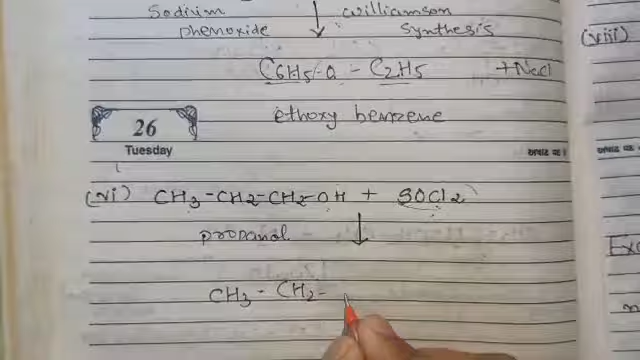 Sodium Williamson
phenoxide Synthesis
C6H5-O - C2H5 + NaCl
ethoxy benzene
26
Tuesday
(vi) CH3-CH2-CH2-OH + SOCl2
propanol
CH3 - CH2-
(viii)